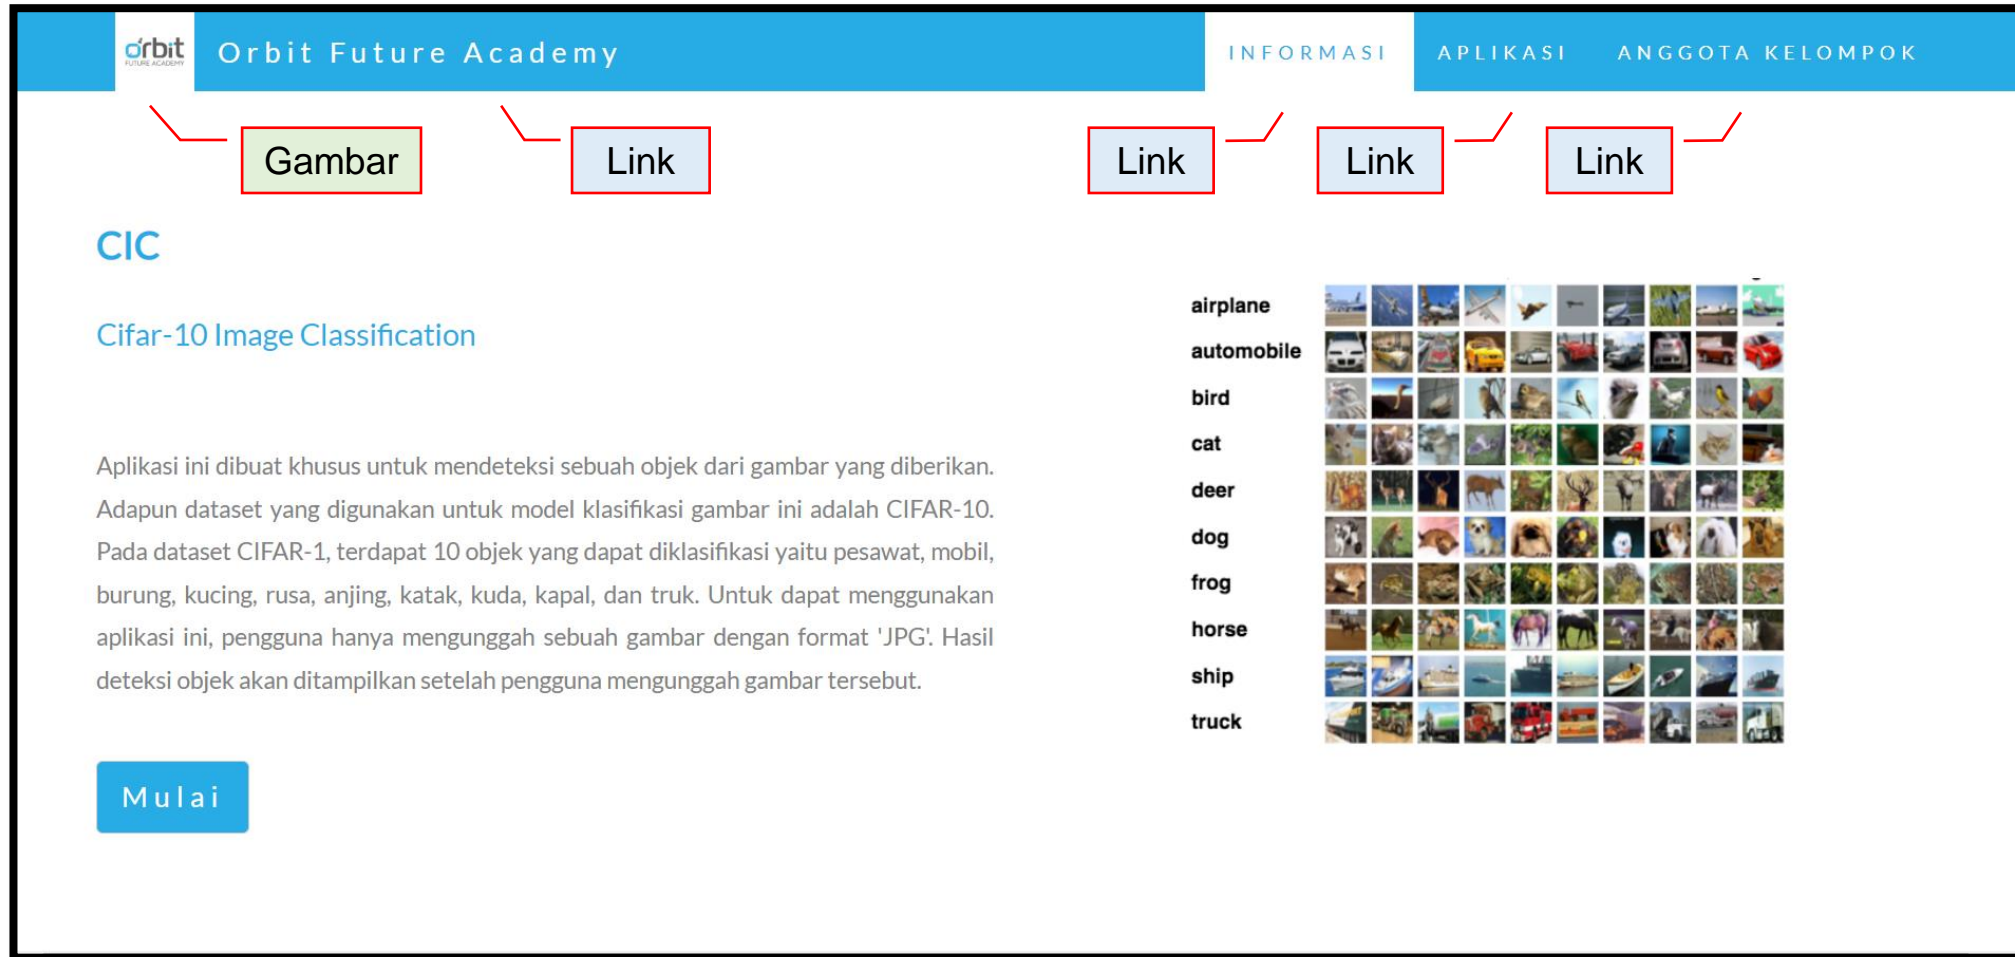 orbit
FUTURE ACADEMY
Orbit Future Academy
INFORMASI
APLIKASI
ANGGOTA KELOMPOK
Gambar
Link
Link
Link
Link
CIC
Cifar-10 Image Classification
Aplikasi ini dibuat khusus untuk mendeteksi sebuah objek dari gambar yang diberikan.
Adapun dataset yang digunakan untuk model klasifikasi gambar ini adalah CIFAR-10.
Pada dataset CIFAR-1, terdapat 10 objek yang dapat diklasifikasi yaitu pesawat, mobil,
burung, kucing, rusa, anjing, katak, kuda, kapal, dan truk. Untuk dapat menggunakan
aplikasi ini, pengguna hanya mengunggah sebuah gambar dengan format 'JPG'. Hasil
deteksi objek akan ditampilkan setelah pengguna mengunggah gambar tersebut.
Mulai
airplane
automobile
bird
cat
deer
dog
frog
horse
ship
truck